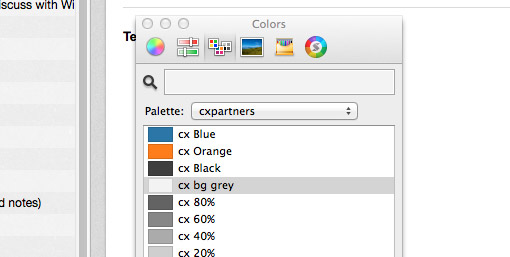 iscuss with Wi
Colors
Te
Palette: cxpartners
cx Blue
cx Orange
cx Black
cx bg grey
d notes)
cx 80%
cx 60%
cx 40%
cx 20%